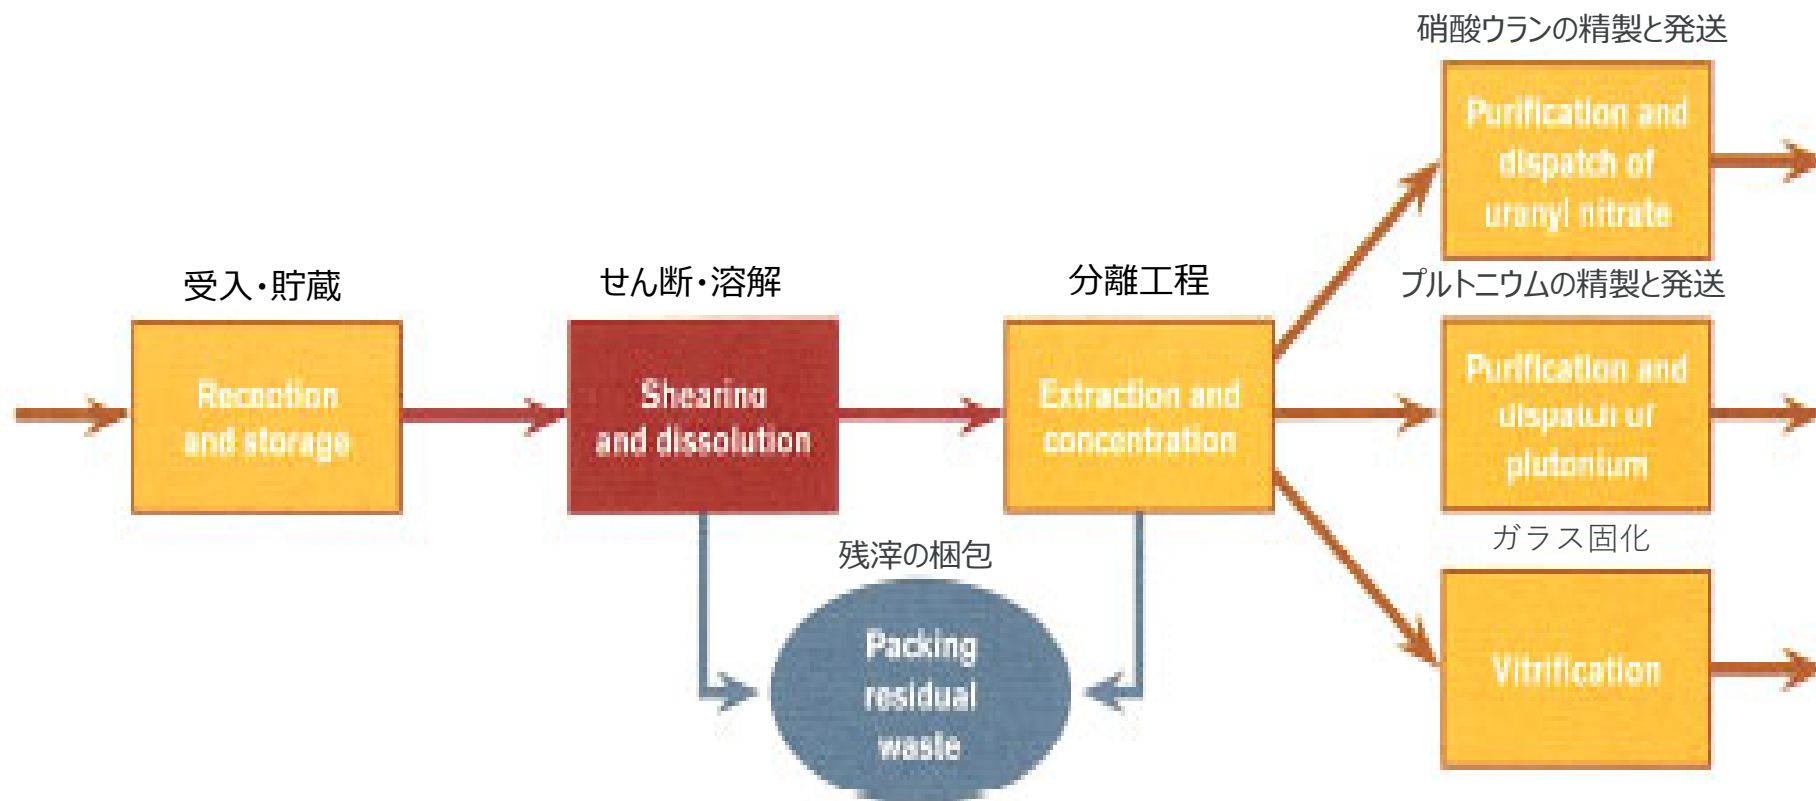 硝酸ウランの精製と発送
Purification and
dispatch of
uranyl nitrate
受入・貯蔵
Reception
and storage
せん断・溶解
Shearing
and dissolution
分離工程
Extraction and
concentration
プルトニウムの精製と発送
Purification and
dispatch of
plutonium
残滓の梱包
Packing
residual
waste
ガラス固化
Vitrification